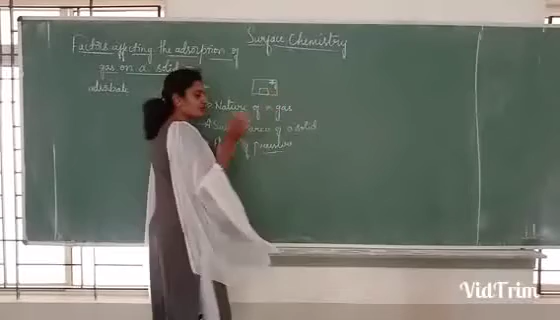 Surface Chemistry
Factors affecting the adsorption of
gas on a solid
adsorbate
Nature of a gas
area of a solid
of pressure
VidTrim